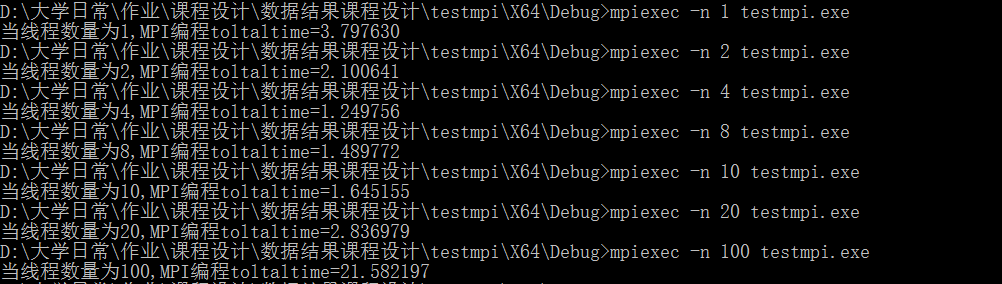 D:\大学日常\作业\课程设计\数据结果课程设计\testmpi\X64\Debug>mpiexec -n 1 testmpi.exe
当线程数量为1,MPI编程toltaltime=3.797630
D:\大学日常\作业\课程设计\数据结果课程设计\testmpi\X64\Debug>mpiexec -n 2 testmpi.exe
当线程数量为2,MPI编程toltaltime=2.100641
D:\大学日常\作业\课程设计\数据结果课程设计\testmpi\X64\Debug>mpiexec -n 4 testmpi.exe
当线程数量为4,MPI编程toltaltime=1.249756
D:\大学日常\作业\课程设计\数据结果课程设计\testmpi\X64\Debug>mpiexec -n 8 testmpi.exe
当线程数量为8,MPI编程toltaltime=1.489772
D:\大学日常\作业\课程设计\数据结果课程设计\testmpi\X64\Debug>mpiexec -n 10 testmpi.exe
当线程数量为10,MPI编程toltaltime=1.645155
D:\大学日常\作业\课程设计\数据结果课程设计\testmpi\X64\Debug>mpiexec -n 20 testmpi.exe
当线程数量为20,MPI编程toltaltime=2.836979
D:\大学日常\作业\课程设计\数据结果课程设计\testmpi\X64\Debug>mpiexec -n 100 testmpi.exe
当线程数量为100,MPI编程toltaltime=21.582197